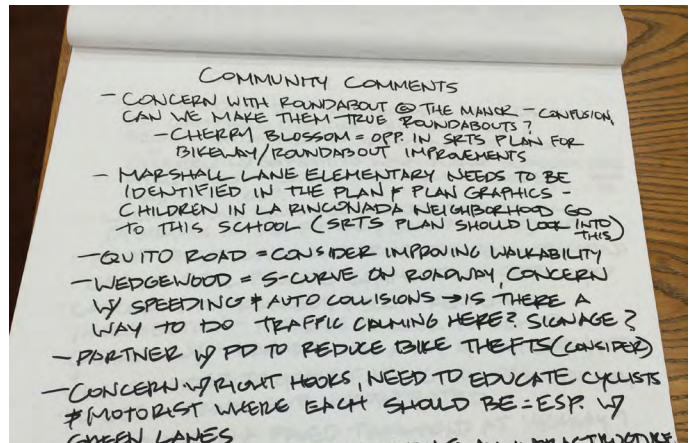 COMMUNITY COMMENTS
- CONCERN WITH ROUNDABOUT @ THE MANOR - CONFUSION,
CAN WE MAKE THEM TRUE ROUNDABOUTS?
- CHERRY BLOSSOM = OPP. IN SRTS PLAN FOR
BIKEWAY/ROUNDABOUT IMPROVEMENTS
- MARSHALL LANE ELEMENTARY NEEDS TO BE
IDENTIFIED IN THE PLAN & PLAN GRAPHICS -
CHILDREN IN LA RINCONADA NEIGHBORHOOD GO
TO THIS SCHOOL (SRTS PLAN SHOULD LOOK INTO
THIS)
- QUITO ROAD = CONSIDER IMPROVING WALKABILITY
- WEDGEWOOD = S-CURVE ON ROADWAY, CONCERN
W/ SPEEDING & AUTO COLLISIONS → IS THERE A
WAY TO DO TRAFFIC CALMING HERE? SIGNAGE?
- PARTNER W/ PD TO REDUCE BIKE THEFTS (CONSIDER)
- CONCERN W/ RIGHT HOOKS, NEED TO EDUCATE CYCLISTS
& MOTORIST WHERE EACH SHOULD BE - ESP. W/
GREEN LANES